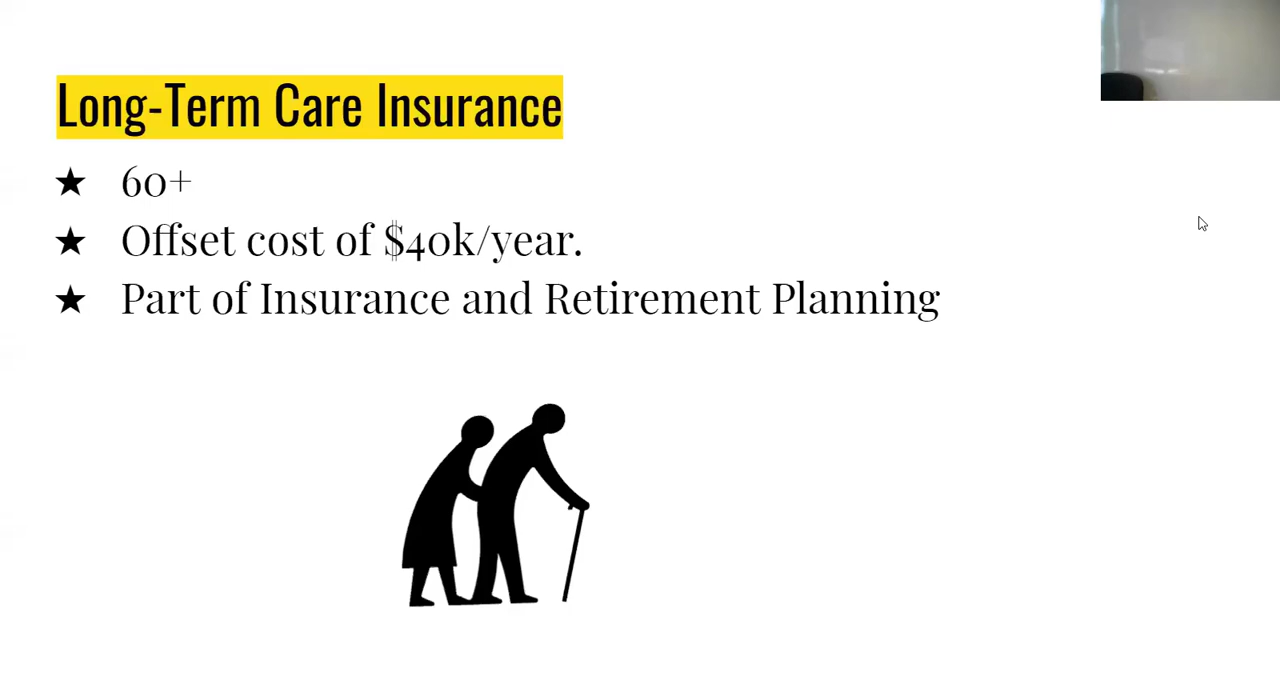 Long-Term Care Insurance
★ 60+
★ Offset cost of $40k/year.
★ Part of Insurance and Retirement Planning